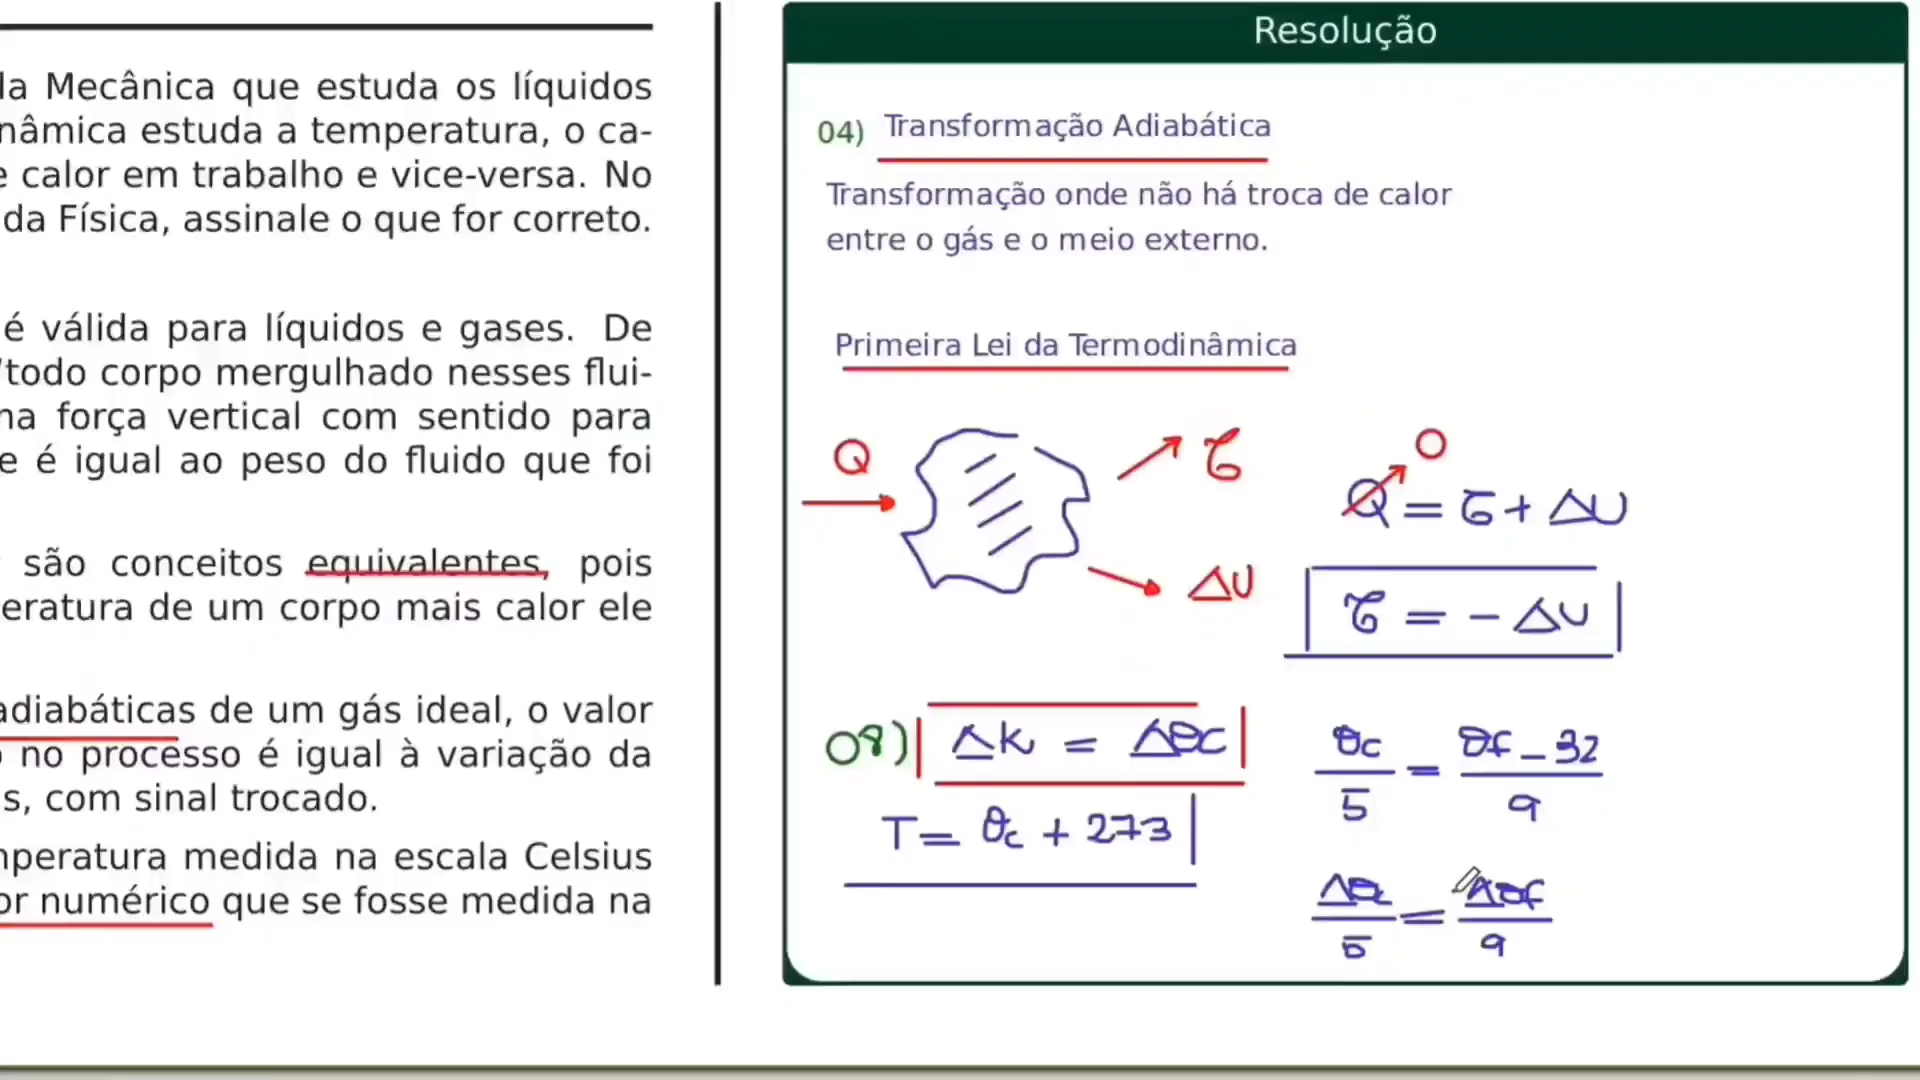 la Mecânica que estuda os líquidos
nâmica estuda a temperatura, o ca-
e calor em trabalho e vice-versa. No
da Física, assinale o que for correto.
é válida para líquidos e gases. De
todo corpo mergulhado nesses flui-
ma força vertical com sentido para
e é igual ao peso do fluido que foi
são conceitos equivalentes, pois
eratura de um corpo mais calor ele
adiabáticas de um gás ideal, o valor
no processo é igual à variação da
s, com sinal trocado.
mperatura medida na escala Celsius
or numérico que se fosse medida na
Resolução
04) Transformação Adiabática
Transformação onde não há troca de calor
entre o gás e o meio externo.
Primeira Lei da Termodinâmica
Q
τ
ΔU
0
Q = τ + ΔU
τ = - ΔU
08) ΔK = Δθc
T = θc + 273
θc/5 = θf - 32/9
Δθc/5 = Δθf/9